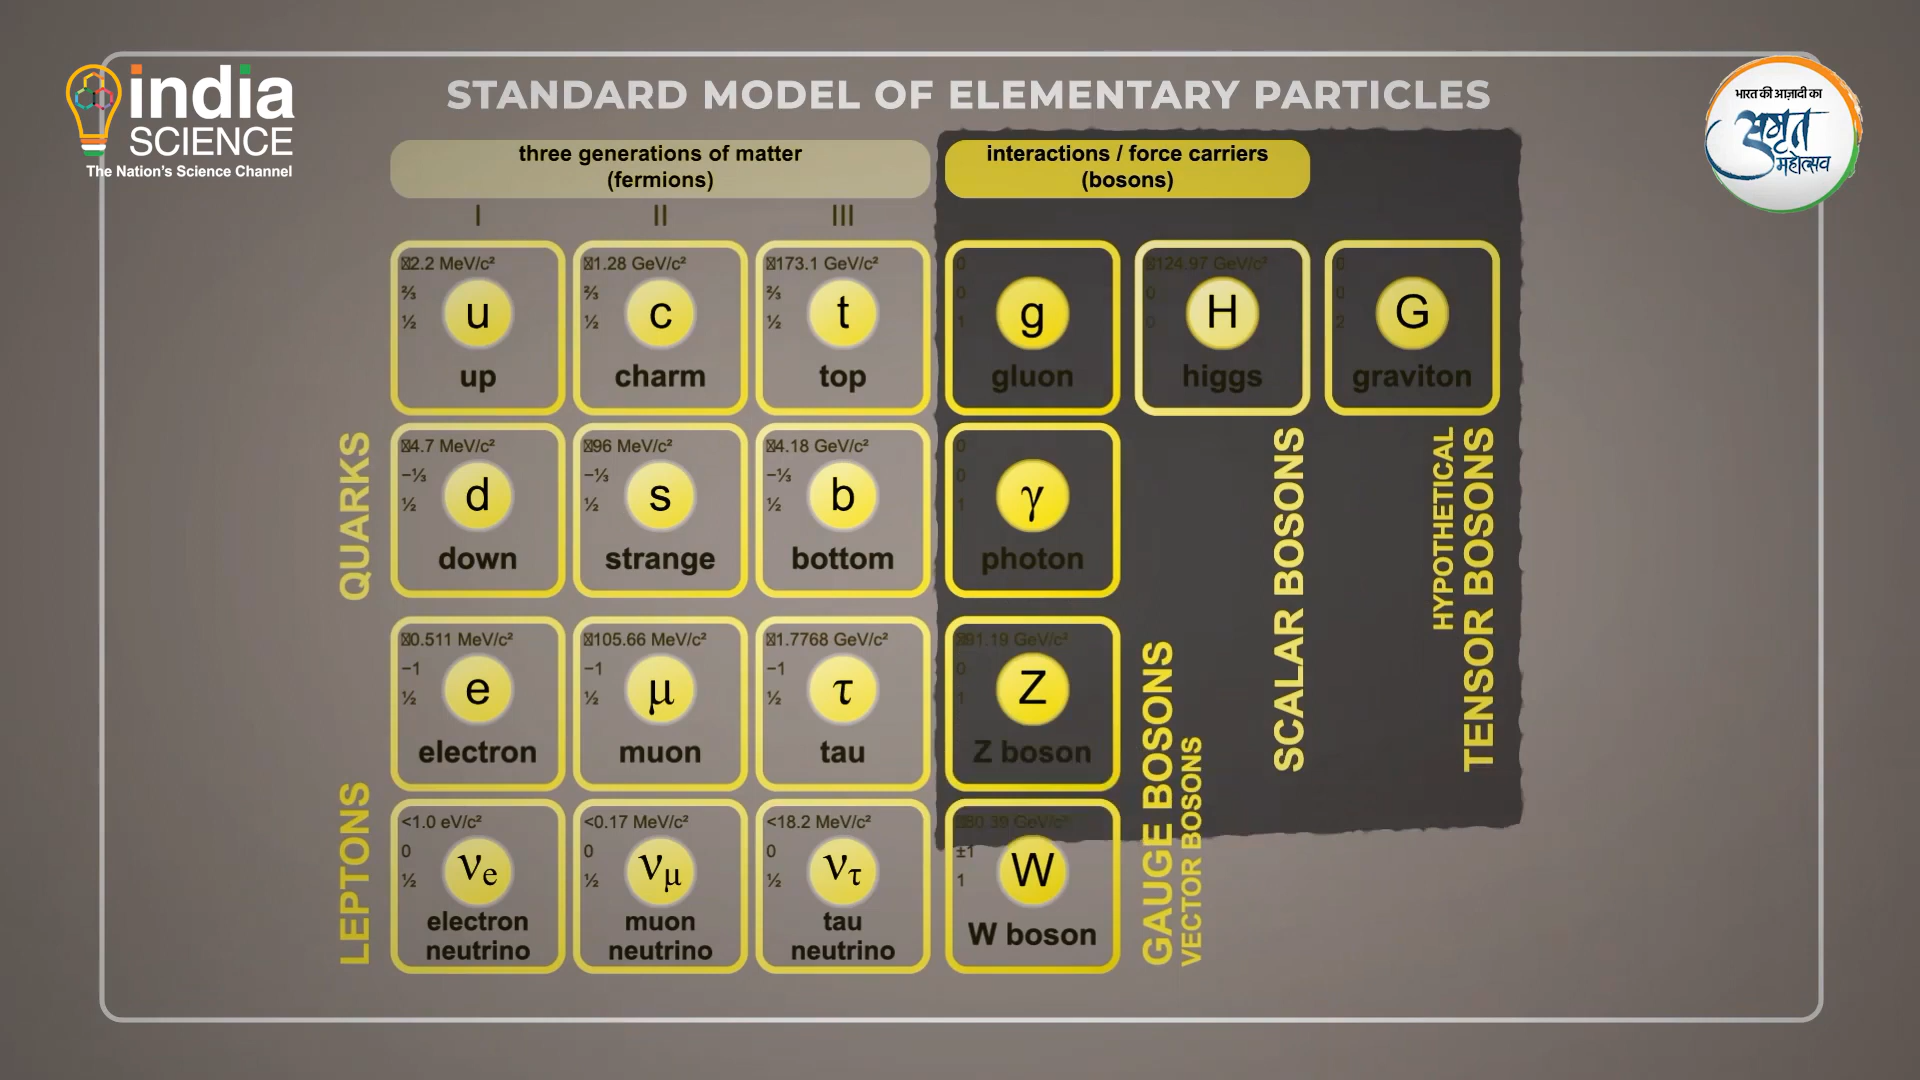 india
SCIENCE
The Nation's Science Channel
STANDARD MODEL OF ELEMENTARY PARTICLES
भारत की आज़ादी का
अमृत
महोत्सव
three generations of matter
(fermions)
interactions / force carriers
(bosons)
I II III
2.2 MeV/c²
⅔
½
u
up
1.28 GeV/c²
⅔
½
c
charm
173.1 GeV/c²
⅔
½
t
top
0
0
1
g
gluon
124.97 GeV/c²
0
0
H
higgs
0
0
2
G
graviton
QUARKS
4.7 MeV/c²
−⅓
½
d
down
96 MeV/c²
−⅓
½
s
strange
4.18 GeV/c²
−⅓
½
b
bottom
0
0
1
γ
photon
SCALAR BOSONS
HYPOTHETICAL
TENSOR BOSONS
LEPTONS
0.511 MeV/c²
−1
½
e
electron
105.66 MeV/c²
−1
½
μ
muon
1.7768 GeV/c²
−1
½
τ
tau
91.19 GeV/c²
0
1
Z
Z boson
GAUGE BOSONS
VECTOR BOSONS
<1.0 eV/c²
0
½
νe
electron
neutrino
<0.17 MeV/c²
0
½
νμ
muon
neutrino
<18.2 MeV/c²
0
½
ντ
tau
neutrino
80.39 GeV/c²
±1
1
W
W boson